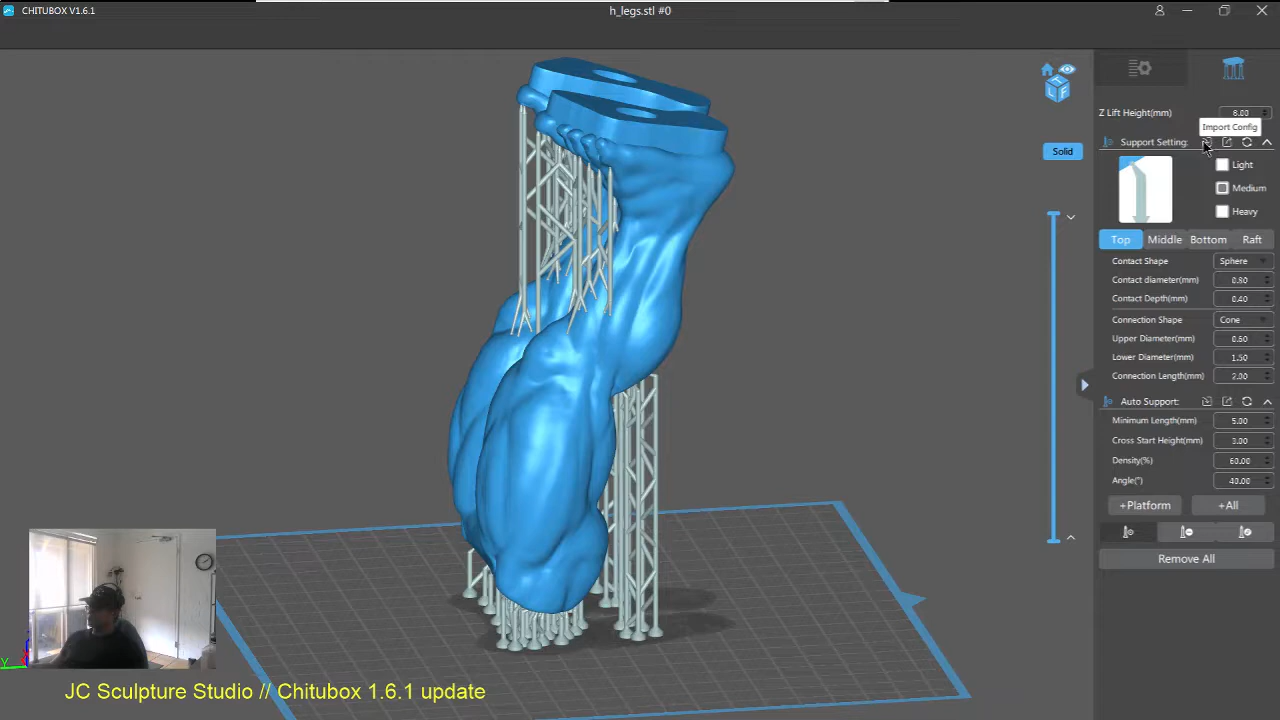 CHITUBOX V1.6.1
h_legs.stl #0
Z Lift Height(mm) 6.00
Import Config
Support Setting:
Solid
Light
Medium
Heavy
Top Middle Bottom Raft
Contact Shape Sphere
Contact diameter(mm) 0.80
Contact Depth(mm) 0.40
Connection Shape Cone
Upper Diameter(mm) 0.60
Lower Diameter(mm) 1.50
Connection Length(mm) 2.00
Auto Support:
Minimum Length(mm) 5.00
Cross Start Height(mm) 3.00
Density(%) 60.00
Angle(°) 40.00
+Platform +All
Remove All
T
L F
Y
JC Sculpture Studio // Chitubox 1.6.1 update